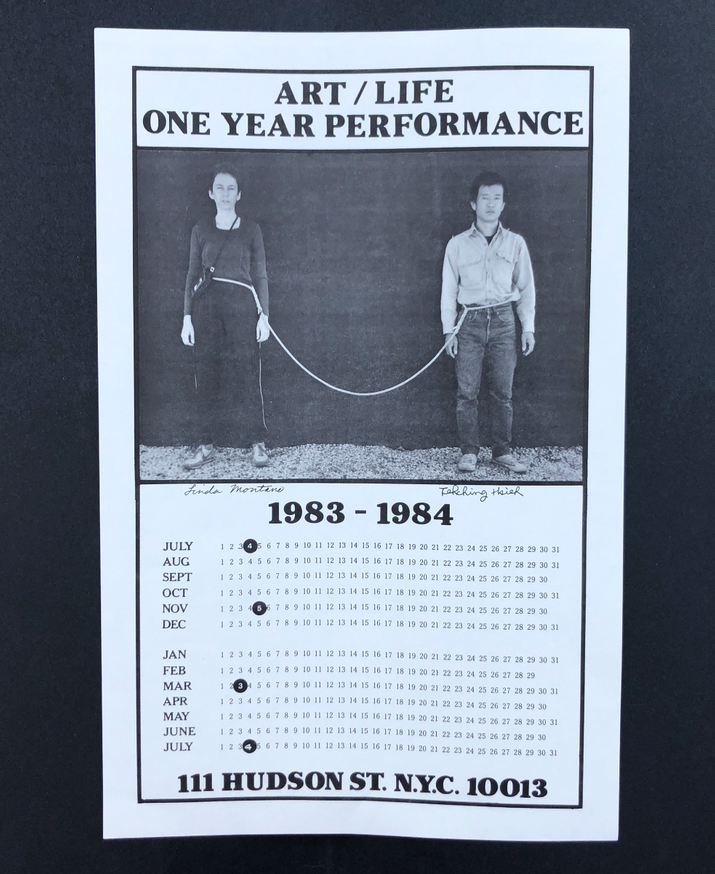 ART / LIFE
ONE YEAR PERFORMANCE
Linda Montano Tehching Hsieh
1983 - 1984
JULY 1 2 3 4 5 6 7 8 9 10 11 12 13 14 15 16 17 18 19 20 21 22 23 24 25 26 27 28 29 30 31
AUG 1 2 3 4 5 6 7 8 9 10 11 12 13 14 15 16 17 18 19 20 21 22 23 24 25 26 27 28 29 30 31
SEPT 1 2 3 4 5 6 7 8 9 10 11 12 13 14 15 16 17 18 19 20 21 22 23 24 25 26 27 28 29 30
OCT 1 2 3 4 5 6 7 8 9 10 11 12 13 14 15 16 17 18 19 20 21 22 23 24 25 26 27 28 29 30 31
NOV 1 2 3 4 5 6 7 8 9 10 11 12 13 14 15 16 17 18 19 20 21 22 23 24 25 26 27 28 29 30
DEC 1 2 3 4 5 6 7 8 9 10 11 12 13 14 15 16 17 18 19 20 21 22 23 24 25 26 27 28 29 30 31
JAN 1 2 3 4 5 6 7 8 9 10 11 12 13 14 15 16 17 18 19 20 21 22 23 24 25 26 27 28 29 30 31
FEB 1 2 3 4 5 6 7 8 9 10 11 12 13 14 15 16 17 18 19 20 21 22 23 24 25 26 27 28 29
MAR 1 2 3 4 5 6 7 8 9 10 11 12 13 14 15 16 17 18 19 20 21 22 23 24 25 26 27 28 29 30 31
APR 1 2 3 4 5 6 7 8 9 10 11 12 13 14 15 16 17 18 19 20 21 22 23 24 25 26 27 28 29 30
MAY 1 2 3 4 5 6 7 8 9 10 11 12 13 14 15 16 17 18 19 20 21 22 23 24 25 26 27 28 29 30 31
JUNE 1 2 3 4 5 6 7 8 9 10 11 12 13 14 15 16 17 18 19 20 21 22 23 24 25 26 27 28 29 30
JULY 1 2 3 4 5 6 7 8 9 10 11 12 13 14 15 16 17 18 19 20 21 22 23 24 25 26 27 28 29 30 31
111 HUDSON ST. N.Y.C. 10013